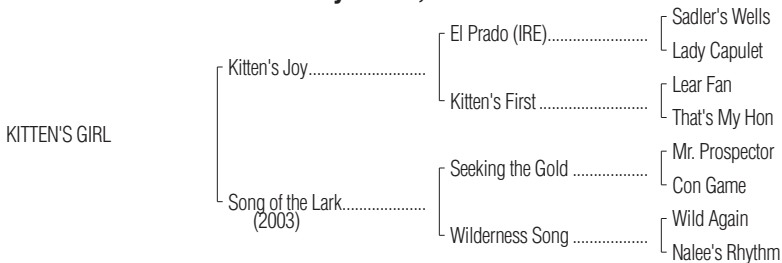 Sadler's Wells
El Prado (IRE)..........................
Lady Capulet
Kitten's Joy..............................
Lear Fan
Kitten's First ............................
That's My Hon
KITTEN'S GIRL
Mr. Prospector
Seeking the Gold ...................
Con Game
Song of the Lark.....................
(2003)
Wild Again
Wilderness Song ...................
Nalee's Rhythm